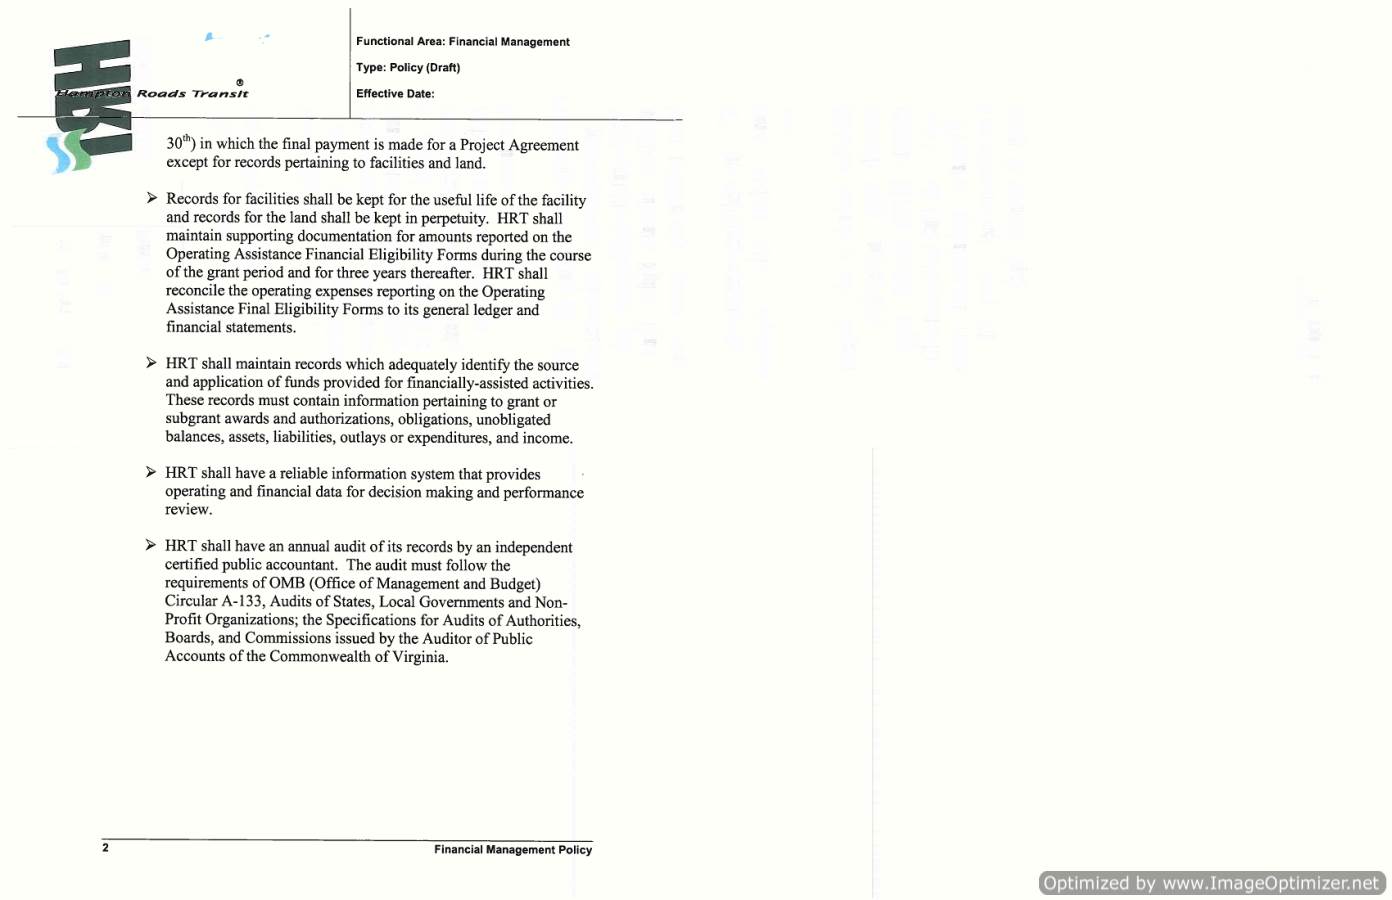 HRT
Hampton Roads Transit
®
Functional Area: Financial Management
Type: Policy (Draft)
Effective Date:
30th) in which the final payment is made for a Project Agreement
except for records pertaining to facilities and land.
➢ Records for facilities shall be kept for the useful life of the facility
and records for the land shall be kept in perpetuity. HRT shall
maintain supporting documentation for amounts reported on the
Operating Assistance Financial Eligibility Forms during the course
of the grant period and for three years thereafter. HRT shall
reconcile the operating expenses reporting on the Operating
Assistance Final Eligibility Forms to its general ledger and
financial statements.
➢ HRT shall maintain records which adequately identify the source
and application of funds provided for financially-assisted activities.
These records must contain information pertaining to grant or
subgrant awards and authorizations, obligations, unobligated
balances, assets, liabilities, outlays or expenditures, and income.
➢ HRT shall have a reliable information system that provides
operating and financial data for decision making and performance
review.
➢ HRT shall have an annual audit of its records by an independent
certified public accountant. The audit must follow the
requirements of OMB (Office of Management and Budget)
Circular A-133, Audits of States, Local Governments and Non-
Profit Organizations; the Specifications for Audits of Authorities,
Boards, and Commissions issued by the Auditor of Public
Accounts of the Commonwealth of Virginia.
2
Financial Management Policy
Optimized by www.ImageOptimizer.net